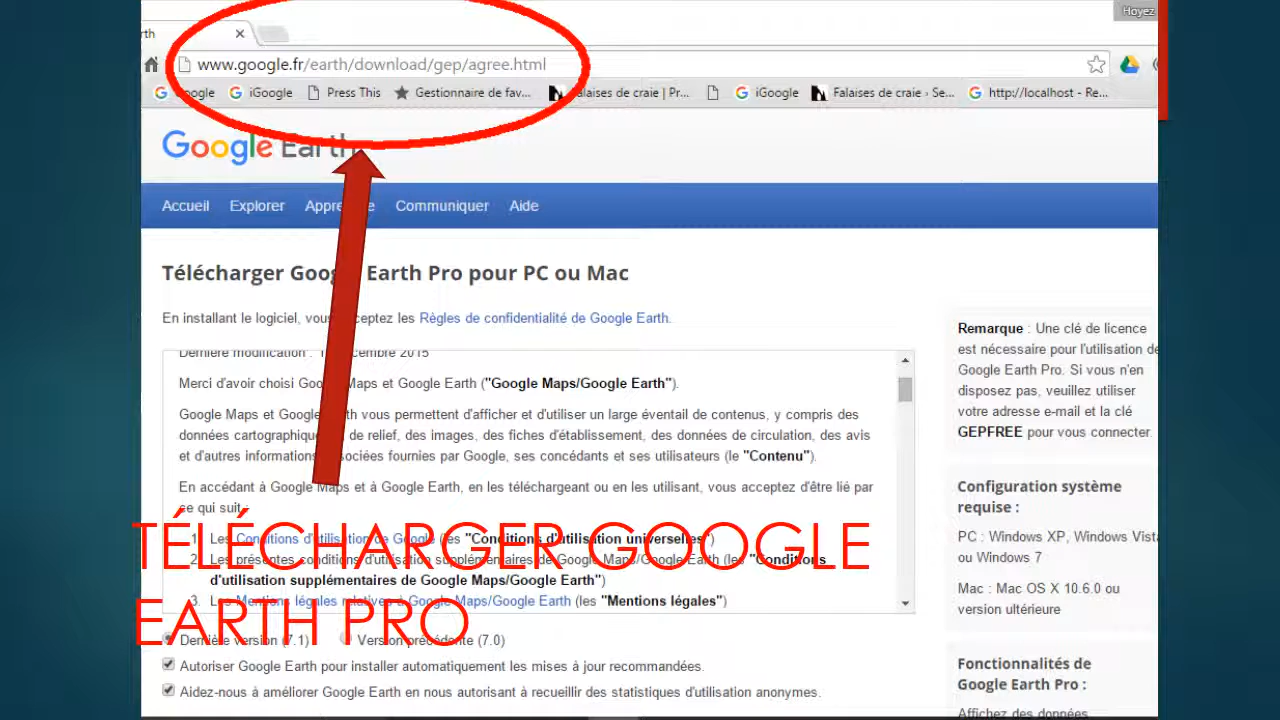 Hoyez
rth
www.google.fr/earth/download/gep/agree.html
Google iGoogle Press This Gestionnaire de fav... Falaises de craie | Pr... iGoogle Falaises de craie › Se... http://localhost - Re...
Google Earth
Accueil Explorer Apprendre Communiquer Aide
Télécharger Google Earth Pro pour PC ou Mac
En installant le logiciel, vous acceptez les Règles de confidentialité de Google Earth.
Dernière modification : décembre 2015
Merci d'avoir choisi Google Maps et Google Earth ("Google Maps/Google Earth").
Google Maps et Google Earth vous permettent d'afficher et d'utiliser un large éventail de contenus, y compris des
données cartographiques, de relief, des images, des fiches d'établissement, des données de circulation, des avis
et d'autres informations associées fournies par Google, ses concédants et ses utilisateurs (le "Contenu").
En accédant à Google Maps et à Google Earth, en les téléchargeant ou en les utilisant, vous acceptez d'être lié par
ce qui suit :
1. Les Conditions d'utilisation de Google (les "Conditions d'utilisation universelles")
2. Les présentes conditions d'utilisation supplémentaires de Google Maps/Google Earth (les "Conditions
d'utilisation supplémentaires de Google Maps/Google Earth")
3. Les Mentions légales relatives à Google Maps/Google Earth (les "Mentions légales")
Dernière version (7.1) Version précédente (7.0)
Autoriser Google Earth pour installer automatiquement les mises à jour recommandées.
Aidez-nous à améliorer Google Earth en nous autorisant à recueillir des statistiques d'utilisation anonymes.
Remarque : Une clé de licence
est nécessaire pour l'utilisation de
Google Earth Pro. Si vous n'en
disposez pas, veuillez utiliser
votre adresse e-mail et la clé
GEPFREE pour vous connecter.
Configuration système
requise :
PC : Windows XP, Windows Vista
ou Windows 7
Mac : Mac OS X 10.6.0 ou
version ultérieure
Fonctionnalités de
Google Earth Pro :
Affichez des données
TÉLÉCHARGER GOOGLE
EARTH PRO